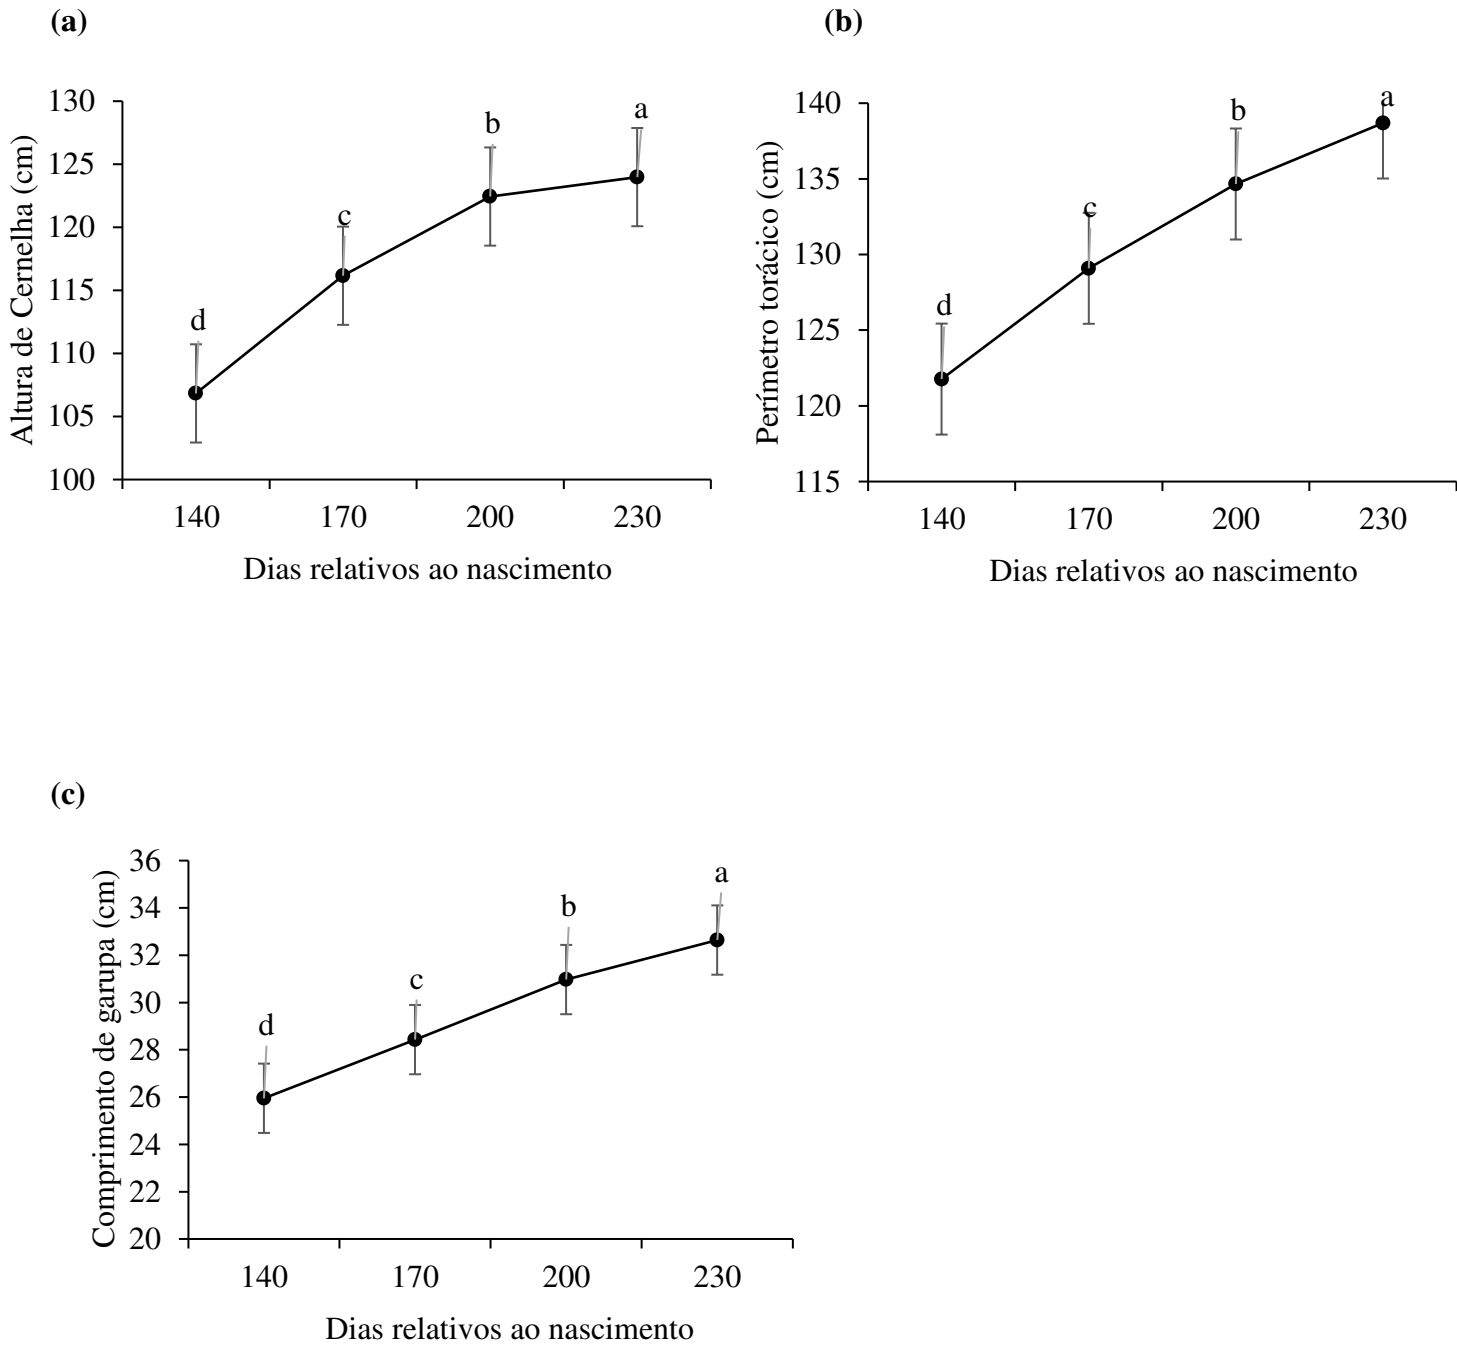 (a)
130
125
120
115
110
105
100
Altura de Cernelha (cm)
d
c
b
a
140 170 200 230
Dias relativos ao nascimento
(b)
140
135
130
125
120
115
Perímetro torácico (cm)
d
c
b
a
140 170 200 230
Dias relativos ao nascimento
(c)
36
34
32
30
28
26
24
22
20
Comprimento de garupa (cm)
d
c
b
a
140 170 200 230
Dias relativos ao nascimento